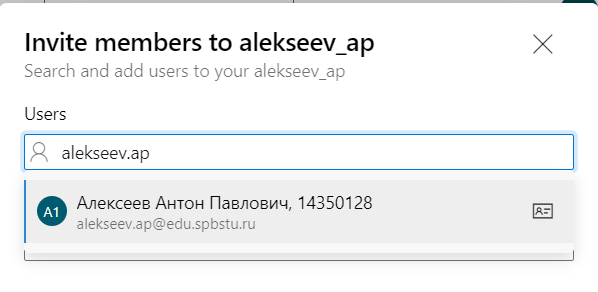 Invite members to alekseev_ap
Search and add users to your alekseev_ap
Users
alekseev.ap
A1
Алексеев Антон Павлович, 14350128
alekseev.ap@edu.spbstu.ru